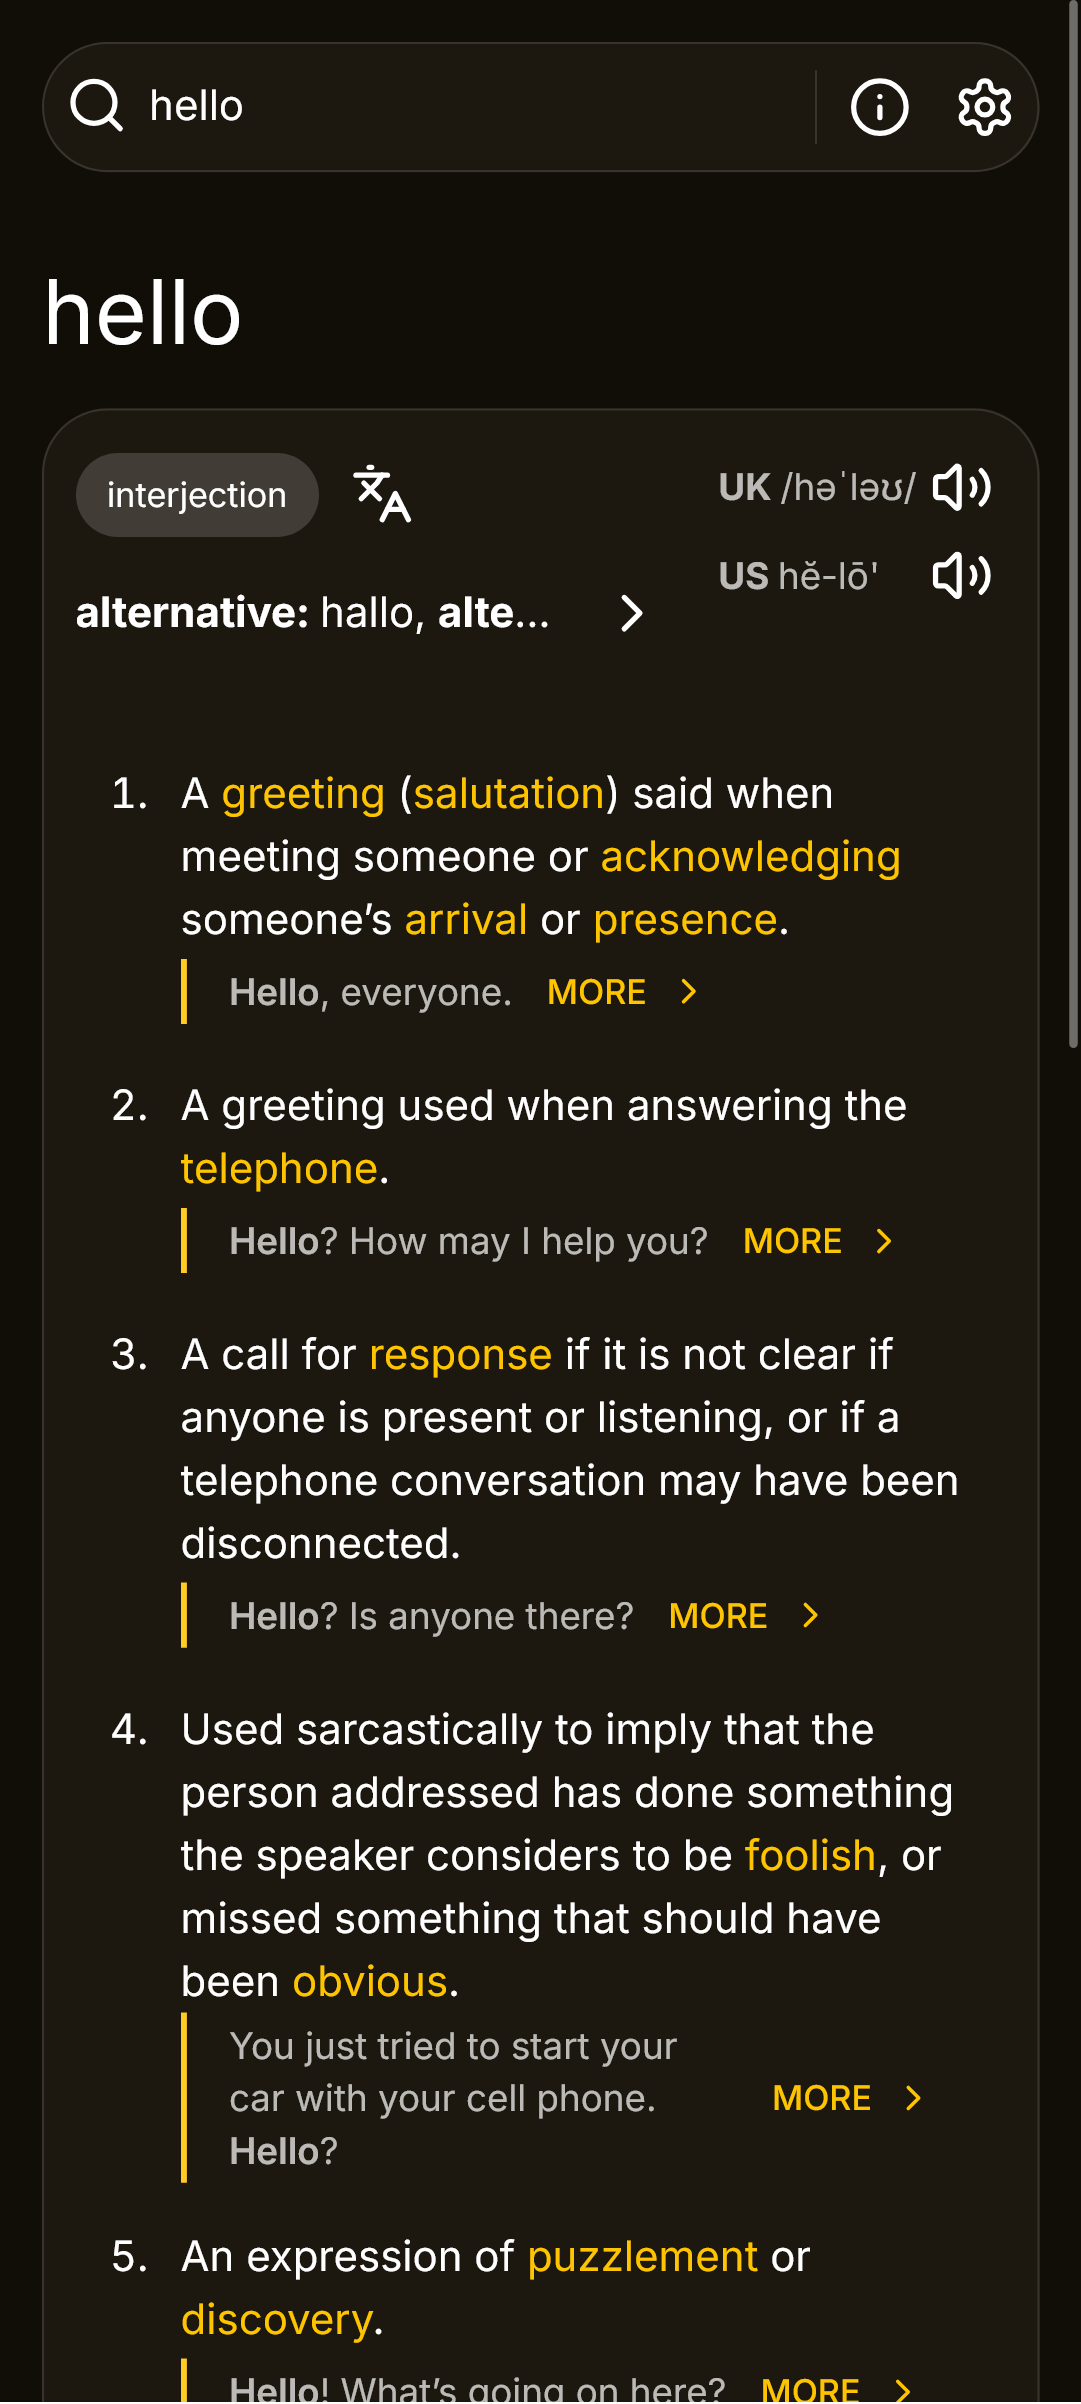 hello
hello
interjection
UK /həˈləʊ/
US hĕ-lō'
alternative: hallo, alte...
1. A greeting (salutation) said when
meeting someone or acknowledging
someone’s arrival or presence.
Hello, everyone. MORE
2. A greeting used when answering the
telephone.
Hello? How may I help you? MORE
3. A call for response if it is not clear if
anyone is present or listening, or if a
telephone conversation may have been
disconnected.
Hello? Is anyone there? MORE
4. Used sarcastically to imply that the
person addressed has done something
the speaker considers to be foolish, or
missed something that should have
been obvious.
You just tried to start your
car with your cell phone. MORE
Hello?
5. An expression of puzzlement or
discovery.
Hello! What’s going on here? MORE